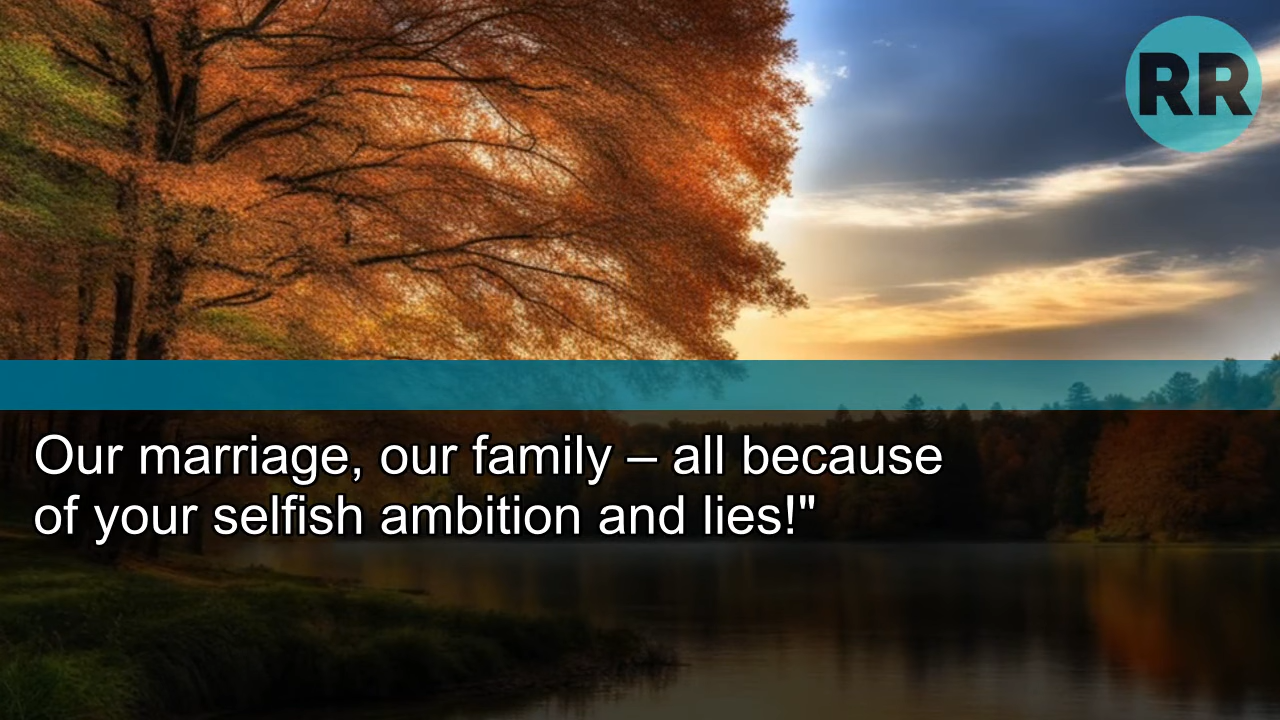 RR
Our marriage, our family – all because
of your selfish ambition and lies!"